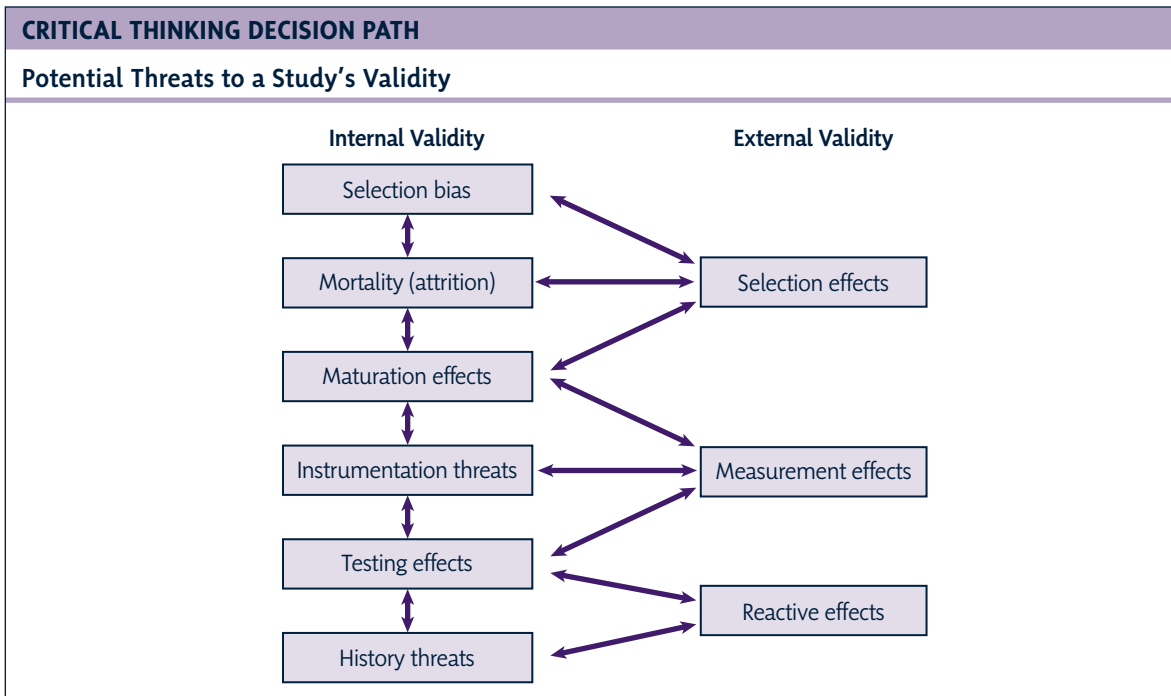 CRITICAL THINKING DECISION PATH
Potential Threats to a Study’s Validity
Internal Validity
External Validity
Selection bias
Mortality (attrition)
Selection effects
Maturation effects
Instrumentation threats
Measurement effects
Testing effects
Reactive effects
History threats